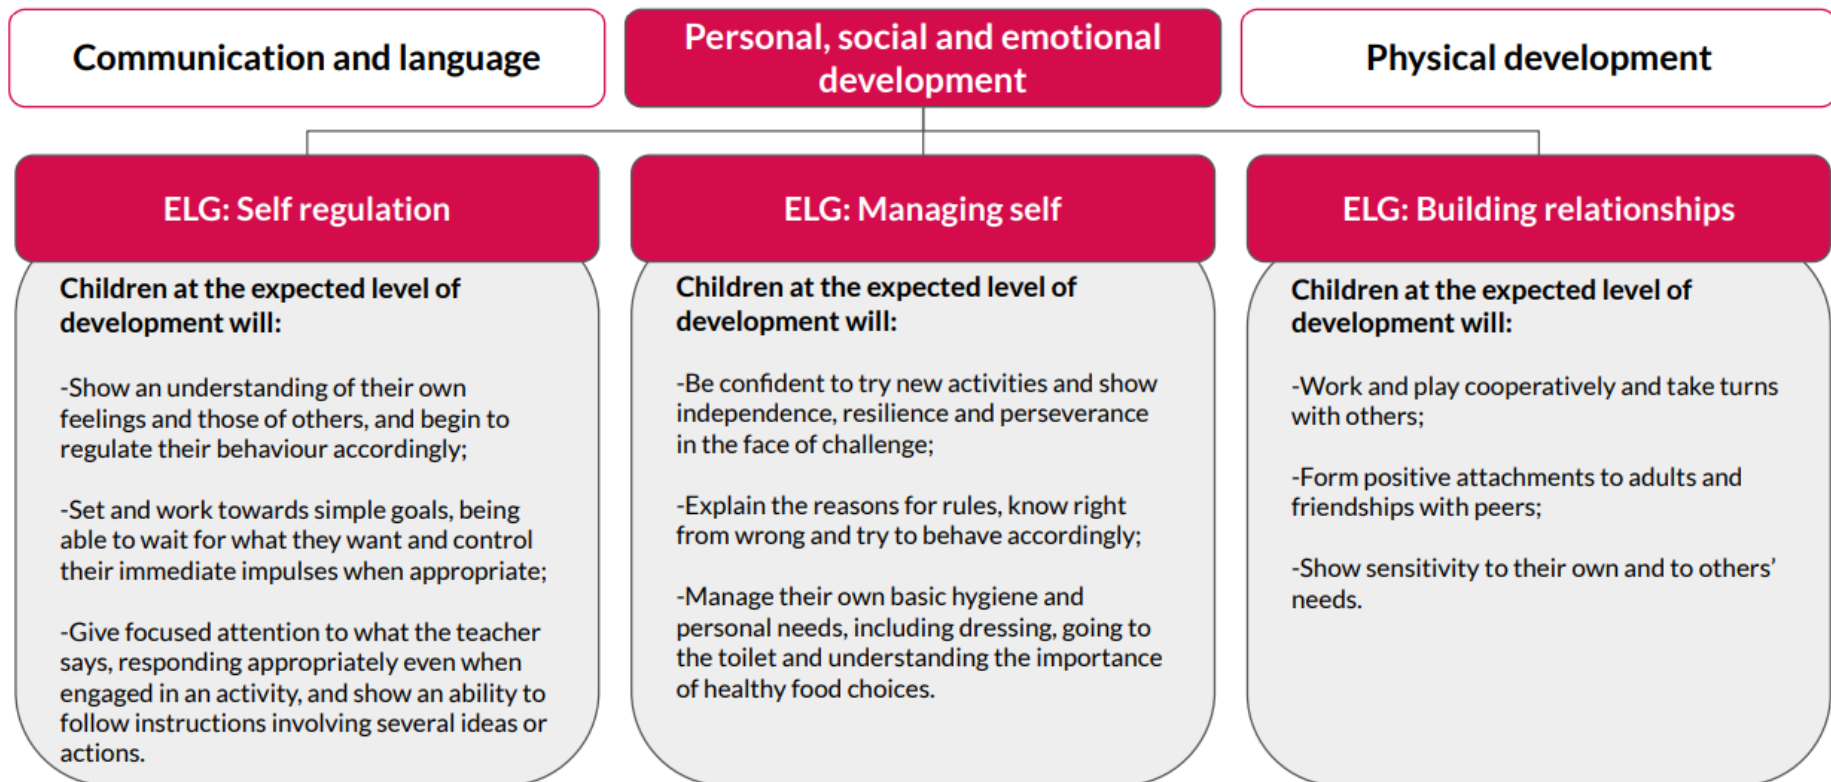 Communication and language
Personal, social and emotional
development
Physical development
ELG: Self regulation
Children at the expected level of
development will:
-Show an understanding of their own
feelings and those of others, and begin to
regulate their behaviour accordingly;
-Set and work towards simple goals, being
able to wait for what they want and control
their immediate impulses when appropriate;
-Give focused attention to what the teacher
says, responding appropriately even when
engaged in an activity, and show an ability to
follow instructions involving several ideas or
actions.
ELG: Managing self
Children at the expected level of
development will:
-Be confident to try new activities and show
independence, resilience and perseverance
in the face of challenge;
-Explain the reasons for rules, know right
from wrong and try to behave accordingly;
-Manage their own basic hygiene and
personal needs, including dressing, going to
the toilet and understanding the importance
of healthy food choices.
ELG: Building relationships
Children at the expected level of
development will:
-Work and play cooperatively and take turns
with others;
-Form positive attachments to adults and
friendships with peers;
-Show sensitivity to their own and to others’
needs.